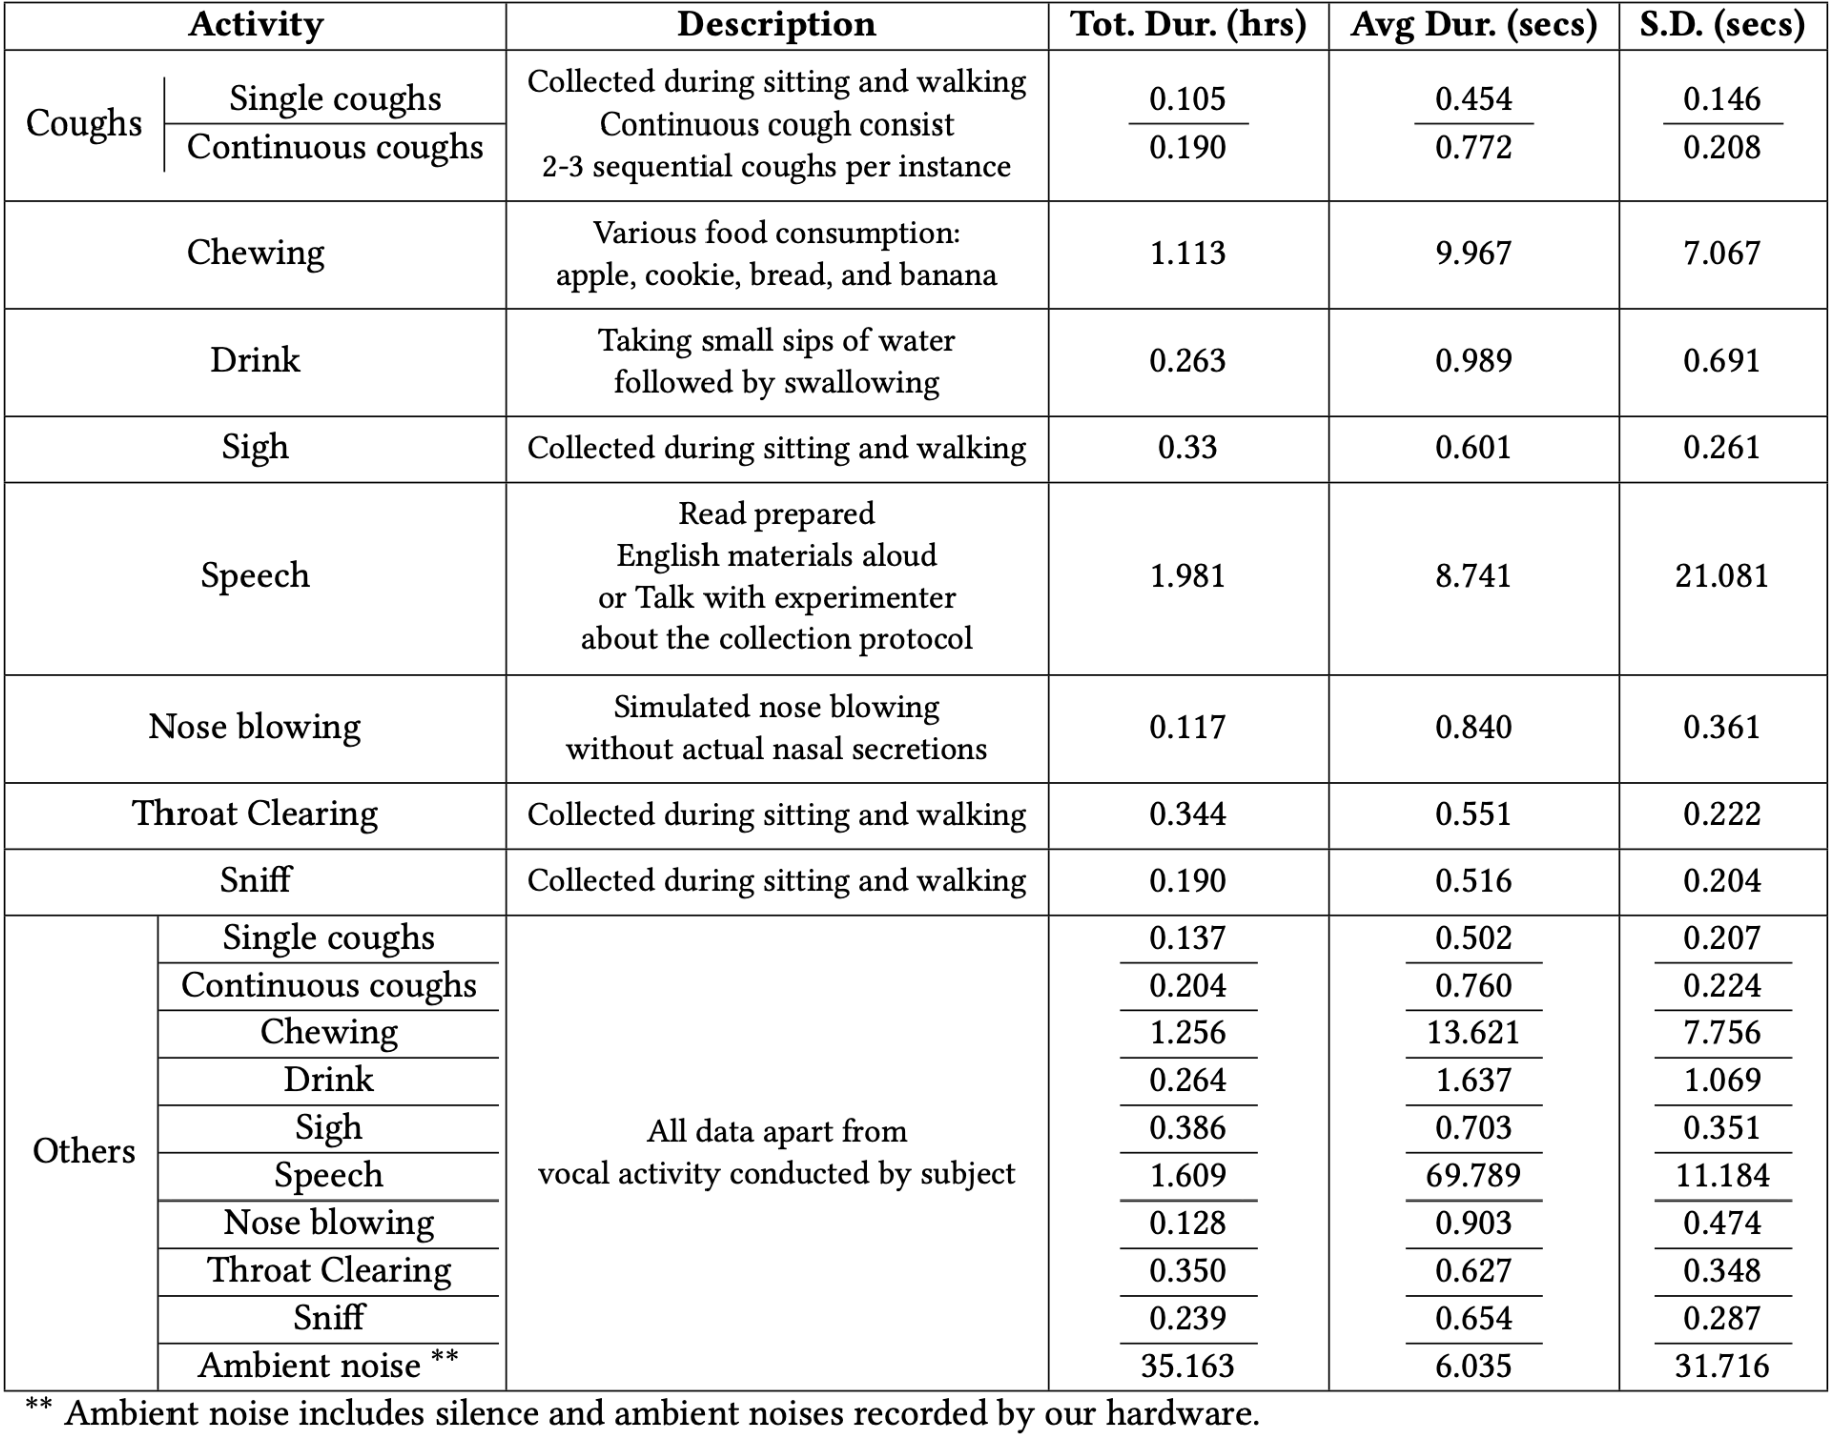 Activity Description Tot. Dur. (hrs) Avg Dur. (secs) S.D. (secs)
Coughs
Single coughs
Continuous coughs
Collected during sitting and walking
Continuous cough consist
2-3 sequential coughs per instance
0.105 0.454 0.146
0.190 0.772 0.208
Chewing
Various food consumption:
apple, cookie, bread, and banana
1.113 9.967 7.067
Drink
Taking small sips of water
followed by swallowing
0.263 0.989 0.691
Sigh Collected during sitting and walking 0.33 0.601 0.261
Speech
Read prepared
English materials aloud
or Talk with experimenter
about the collection protocol
1.981 8.741 21.081
Nose blowing
Simulated nose blowing
without actual nasal secretions
0.117 0.840 0.361
Throat Clearing Collected during sitting and walking 0.344 0.551 0.222
Sniff Collected during sitting and walking 0.190 0.516 0.204
Others
All data apart from
vocal activity conducted by subject
Single coughs 0.137 0.502 0.207
Continuous coughs 0.204 0.760 0.224
Chewing 1.256 13.621 7.756
Drink 0.264 1.637 1.069
Sigh 0.386 0.703 0.351
Speech 1.609 69.789 11.184
Nose blowing 0.128 0.903 0.474
Throat Clearing 0.350 0.627 0.348
Sniff 0.239 0.654 0.287
Ambient noise ** 35.163 6.035 31.716
** Ambient noise includes silence and ambient noises recorded by our hardware.